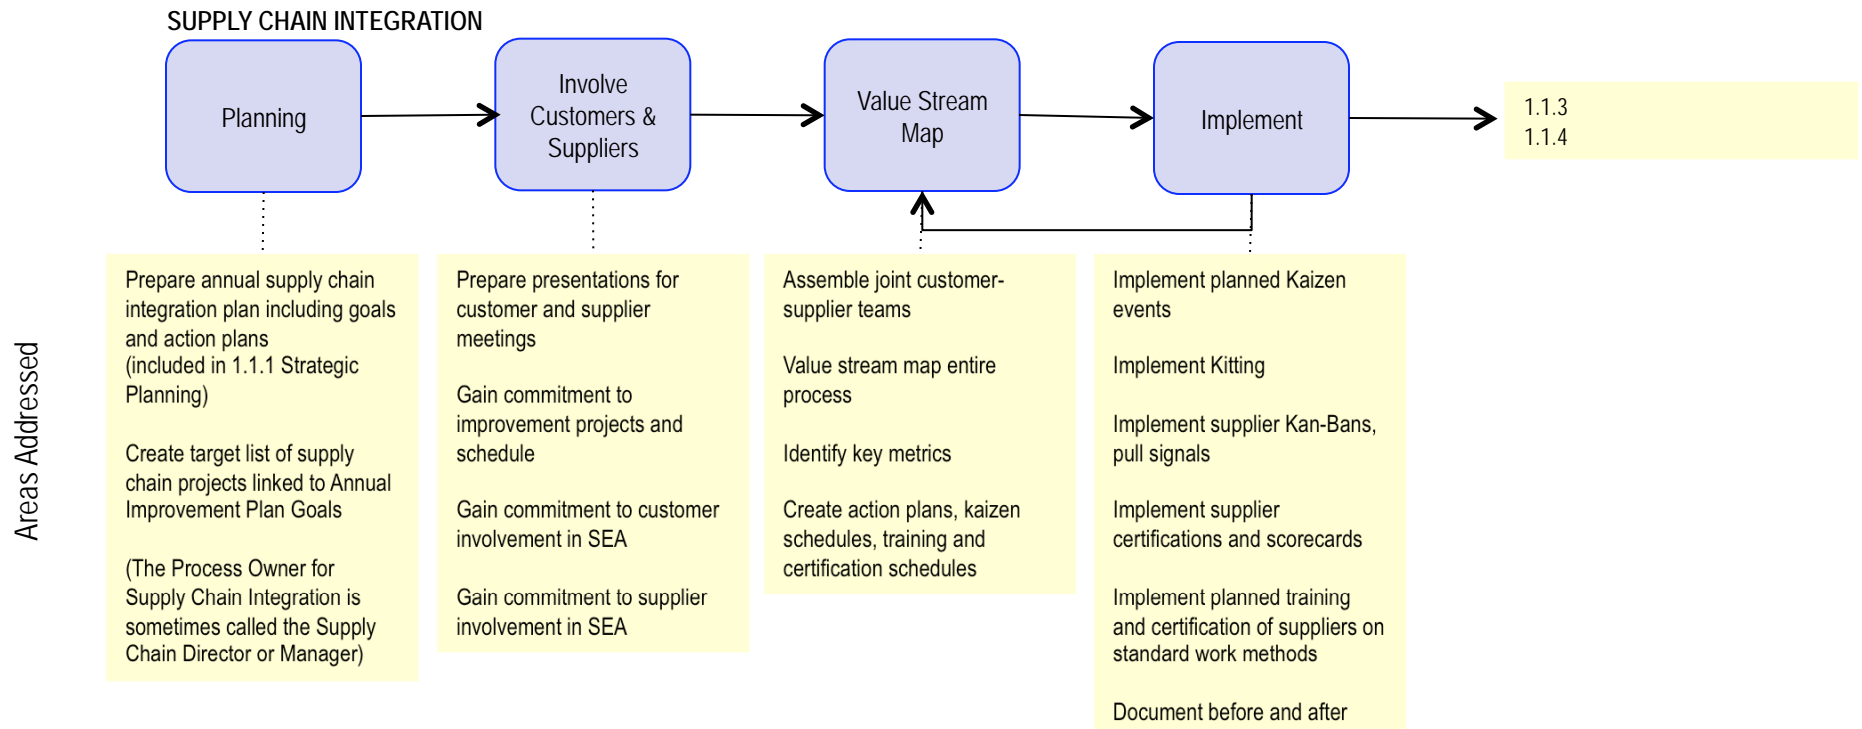 SUPPLY CHAIN INTEGRATION
Planning
Involve
Customers &
Suppliers
Value Stream
Map
Implement
1.1.3
1.1.4
Areas Addressed
Prepare annual supply chain
integration plan including goals
and action plans
(included in 1.1.1 Strategic
Planning)
Create target list of supply
chain projects linked to Annual
Improvement Plan Goals
(The Process Owner for
Supply Chain Integration is
sometimes called the Supply
Chain Director or Manager)
Prepare presentations for
customer and supplier
meetings
Gain commitment to
improvement projects and
schedule
Gain commitment to customer
involvement in SEA
Gain commitment to supplier
involvement in SEA
Assemble joint customer-
supplier teams
Value stream map entire
process
Identify key metrics
Create action plans, kaizen
schedules, training and
certification schedules
Implement planned Kaizen
events
Implement Kitting
Implement supplier Kan-Bans,
pull signals
Implement supplier
certifications and scorecards
Implement planned training
and certification of suppliers on
standard work methods
Document before and after